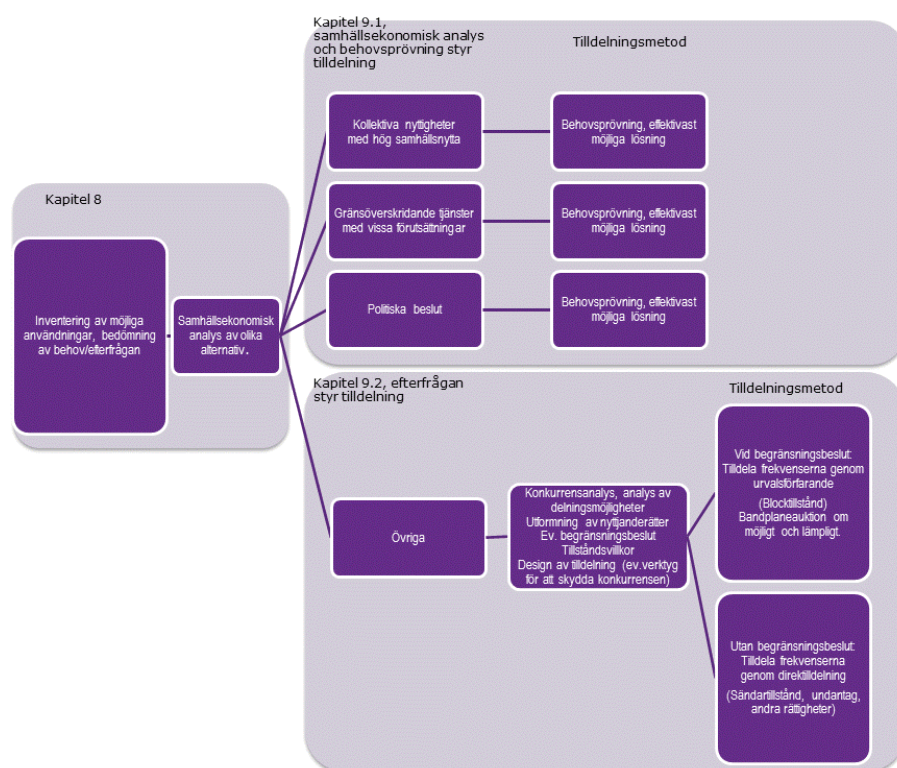 Kapitel 8
Inventering av möjliga
användningar, bedömning
av behov/efterfrågan
Samhällsekonomisk
analys av olika
alternativ.
Kapitel 9.1,
samhällsekonomisk analys
och behovsprövning styr
tilldelning
Tilldelningsmetod
Kollektiva nyttigheter
med hög samhällsnytta
Behovsprövning, effektivast
möjliga lösning
Gränsöverskridande tjänster
med vissa förutsättningar
Behovsprövning, effektivast
möjliga lösning
Politiska beslut
Behovsprövning, effektivast
möjliga lösning
Kapitel 9.2, efterfrågan
styr tilldelning
Tilldelningsmetod
Övriga
Konkurrensanalys, analys av
delningsmöjligheter
Utformning av nyttjanderätter
Ev. begränsningsbeslut
Tillståndsvillkor
Design av tilldelning (ev.verktyg
för att skydda konkurrensen)
Vid begränsningsbeslut:
Tilldela frekvenserna genom
urvalsförfarande
(Blocktillstånd)
Bandplaneauktion om
möjligt och lämpligt.
Utan begränsningsbeslut:
Tilldela frekvenserna
genom direktilldelning
(Sändartillstånd, undantag,
andra rättigheter)